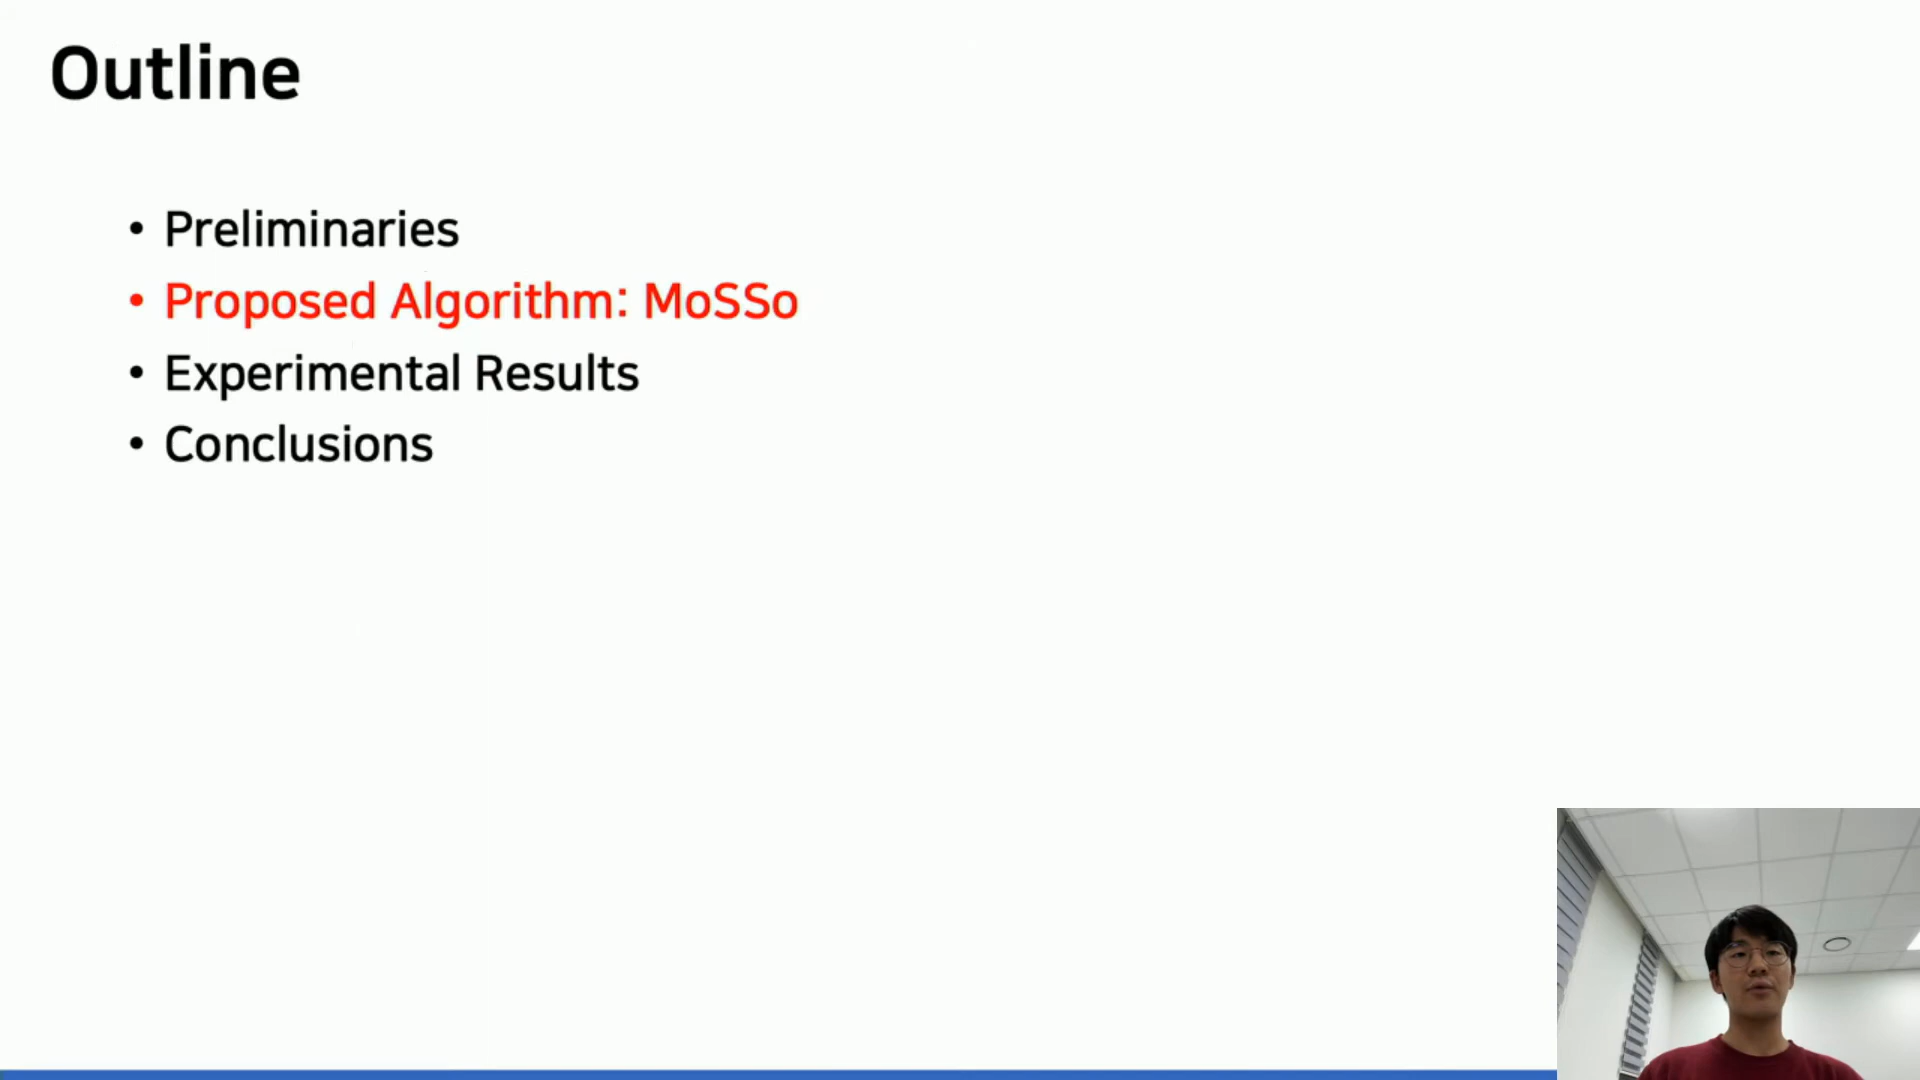 Outline
• Preliminaries
• Proposed Algorithm: MoSSo
• Experimental Results
• Conclusions